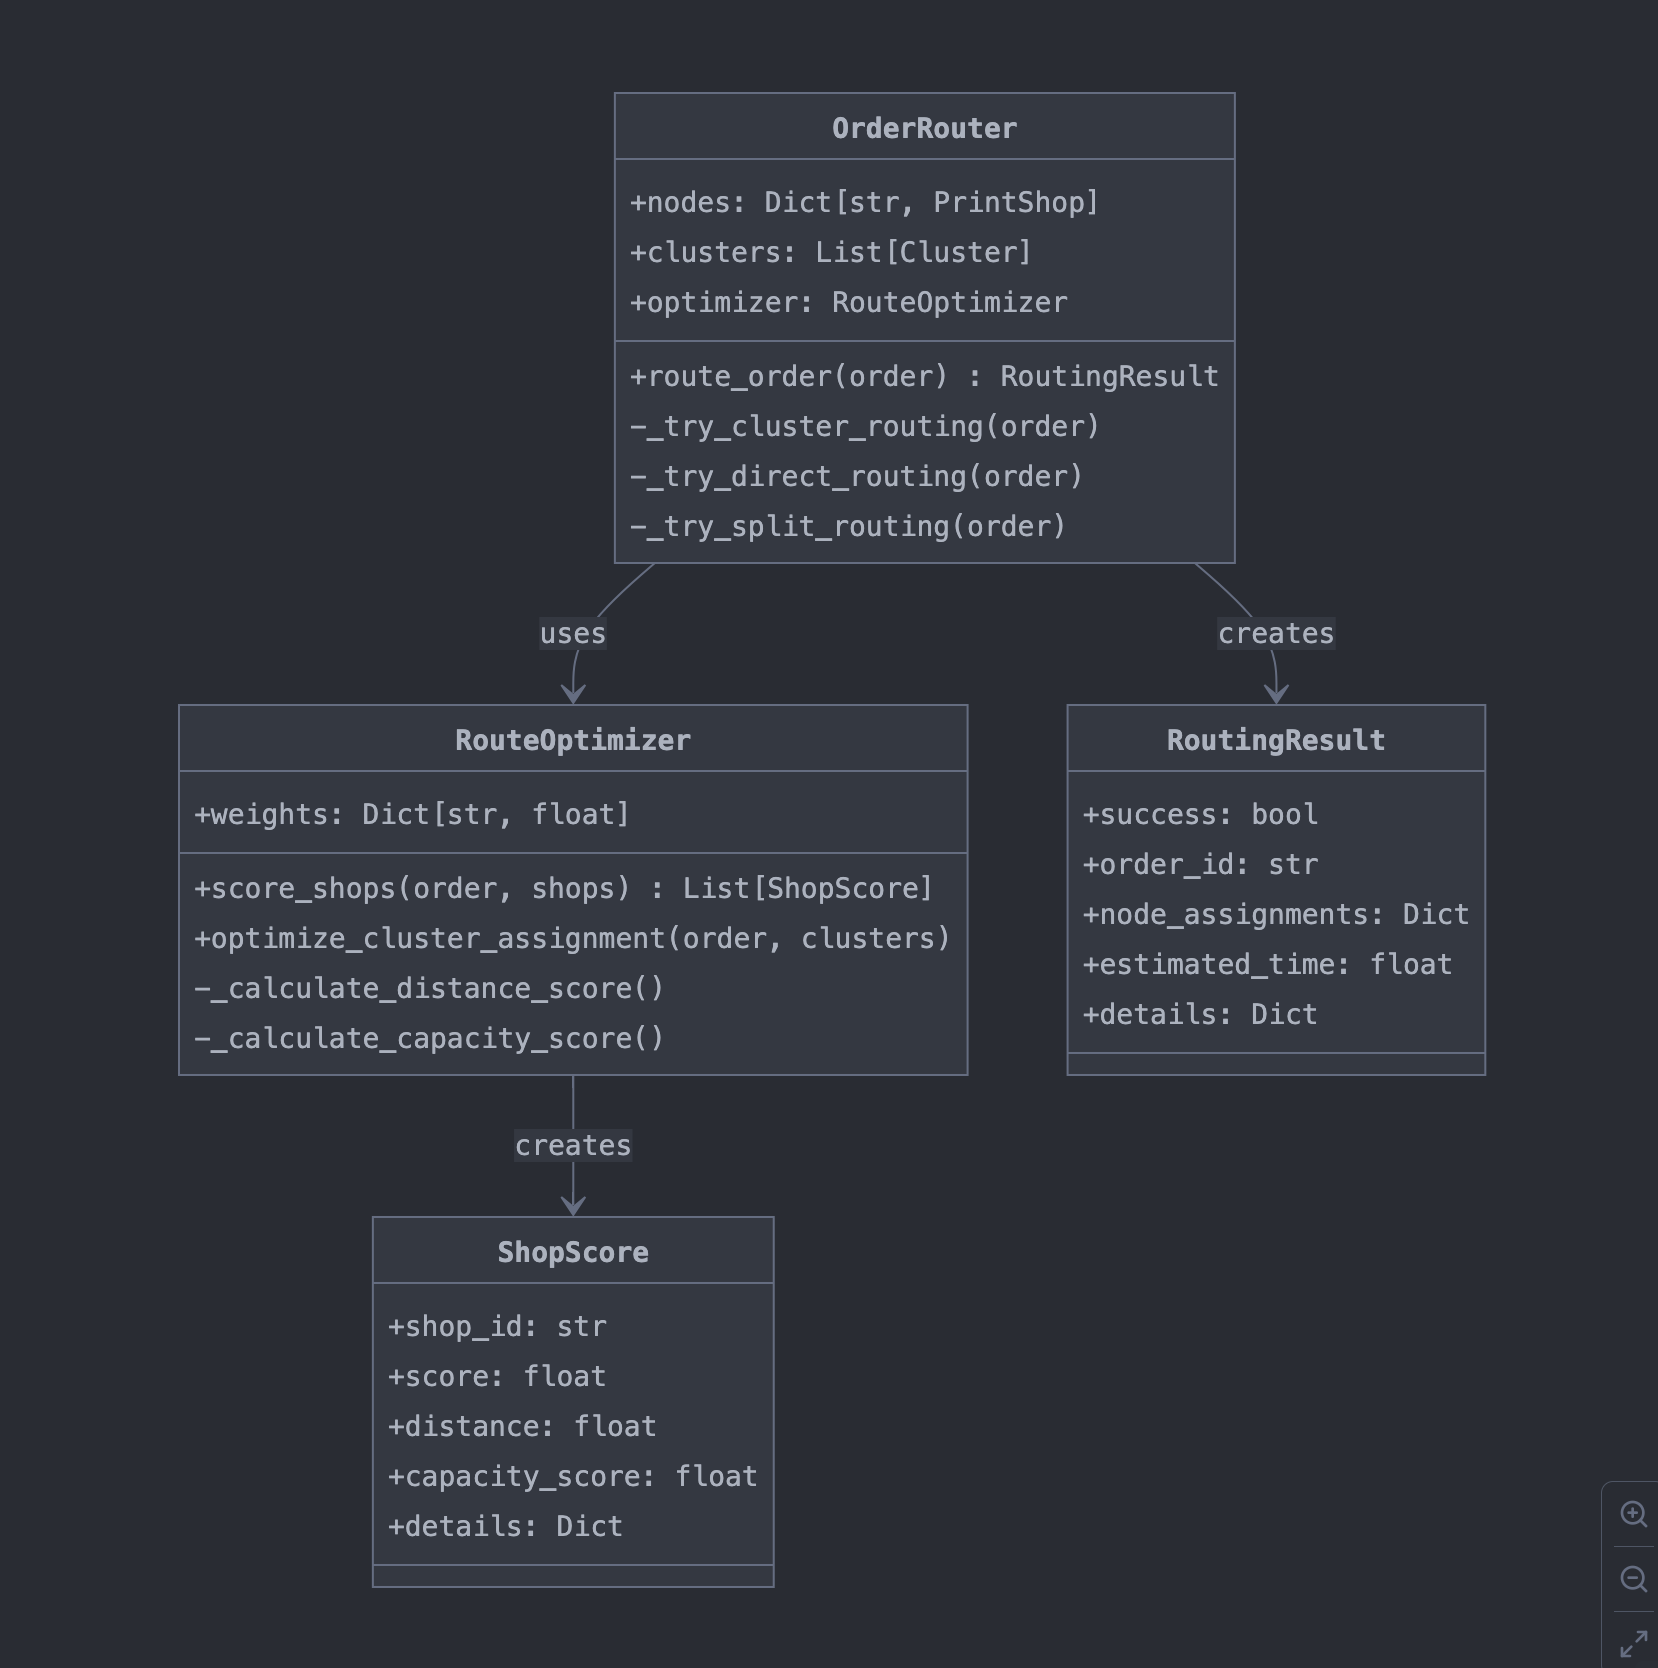 OrderRouter
+nodes: Dict[str, PrintShop]
+clusters: List[Cluster]
+optimizer: RouteOptimizer
+route_order(order) : RoutingResult
-_try_cluster_routing(order)
-_try_direct_routing(order)
-_try_split_routing(order)
uses
creates
RouteOptimizer
+weights: Dict[str, float]
+score_shops(order, shops) : List[ShopScore]
+optimize_cluster_assignment(order, clusters)
-_calculate_distance_score()
-_calculate_capacity_score()
RoutingResult
+success: bool
+order_id: str
+node_assignments: Dict
+estimated_time: float
+details: Dict
creates
ShopScore
+shop_id: str
+score: float
+distance: float
+capacity_score: float
+details: Dict